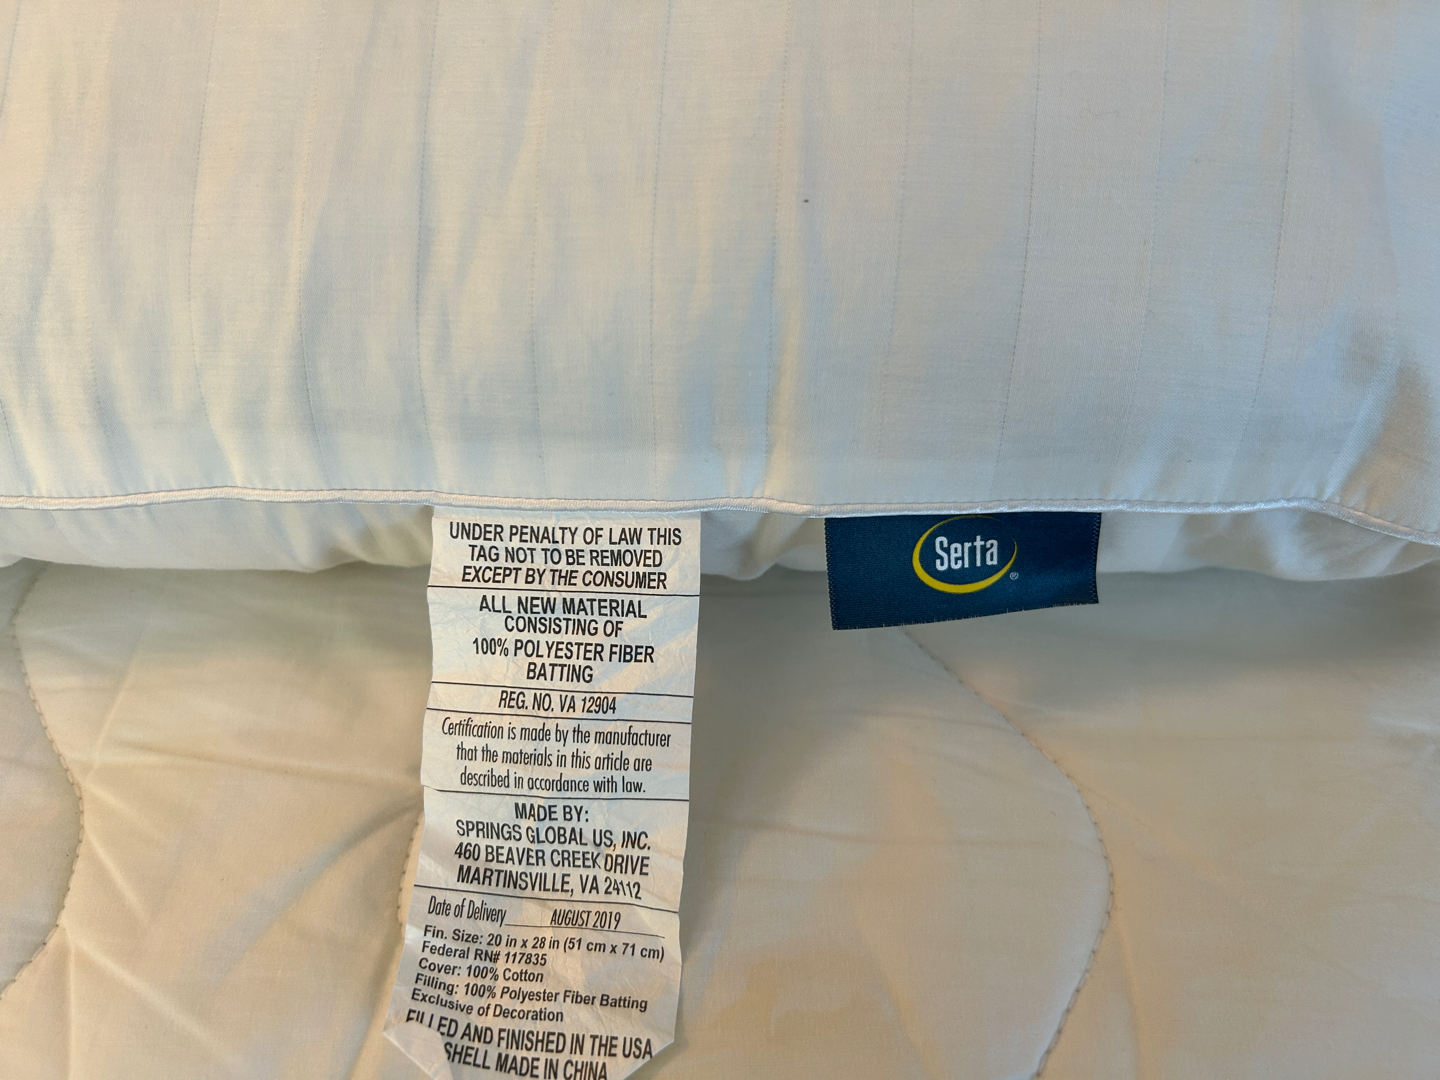 UNDER PENALTY OF LAW THIS
TAG NOT TO BE REMOVED
EXCEPT BY THE CONSUMER
ALL NEW MATERIAL
CONSISTING OF
100% POLYESTER FIBER
BATTING
REG. NO. VA 12904
Certification is made by the manufacturer
that the materials in this article are
described in accordance with law.
MADE BY:
SPRINGS GLOBAL US, INC.
460 BEAVER CREEK DRIVE
MARTINSVILLE, VA 24112
Date of Delivery AUGUST 2019
Fin. Size: 20 in x 28 in (51 cm x 71 cm)
Federal RN# 117835
Cover: 100% Cotton
Filling: 100% Polyester Fiber Batting
Exclusive of Decoration
FILLED AND FINISHED IN THE USA
SHELL MADE IN CHINA
Serta®